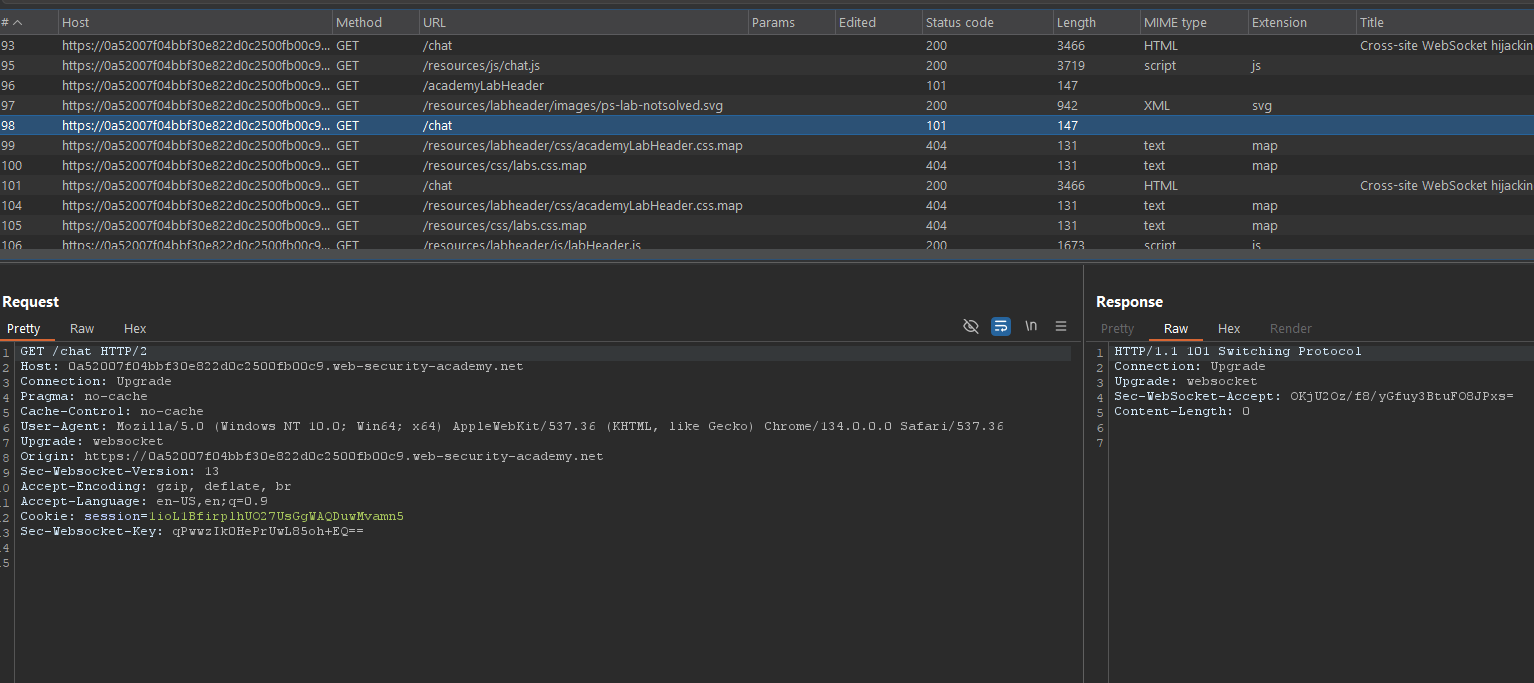 # Host Method URL Params Edited Status code Length MIME type Extension Title
93 https://0a52007f04bbf30e822d0c2500fb00c9... GET /chat 200 3466 HTML Cross-site WebSocket hijackin
95 https://0a52007f04bbf30e822d0c2500fb00c9... GET /resources/js/chat.js 200 3719 script js
96 https://0a52007f04bbf30e822d0c2500fb00c9... GET /academyLabHeader 101 147
97 https://0a52007f04bbf30e822d0c2500fb00c9... GET /resources/labheader/images/ps-lab-notsolved.svg 200 942 XML svg
98 https://0a52007f04bbf30e822d0c2500fb00c9... GET /chat 101 147
99 https://0a52007f04bbf30e822d0c2500fb00c9... GET /resources/labheader/css/academyLabHeader.css.map 404 131 text map
100 https://0a52007f04bbf30e822d0c2500fb00c9... GET /resources/css/labs.css.map 404 131 text map
101 https://0a52007f04bbf30e822d0c2500fb00c9... GET /chat 200 3466 HTML Cross-site WebSocket hijackin
104 https://0a52007f04bbf30e822d0c2500fb00c9... GET /resources/labheader/css/academyLabHeader.css.map 404 131 text map
105 https://0a52007f04bbf30e822d0c2500fb00c9... GET /resources/css/labs.css.map 404 131 text map
106 https://0a52007f04bbf30e822d0c2500fb00c9... GET /resources/labheader/js/labHeader.js 200 1673 script js
Request
Pretty Raw Hex \n
1 GET /chat HTTP/2
2 Host: 0a52007f04bbf30e822d0c2500fb00c9.web-security-academy.net
3 Connection: Upgrade
4 Pragma: no-cache
5 Cache-Control: no-cache
6 User-Agent: Mozilla/5.0 (Windows NT 10.0; Win64; x64) AppleWebKit/537.36 (KHTML, like Gecko) Chrome/134.0.0.0 Safari/537.36
7 Upgrade: websocket
8 Origin: https://0a52007f04bbf30e822d0c2500fb00c9.web-security-academy.net
9 Sec-Websocket-Version: 13
0 Accept-Encoding: gzip, deflate, br
1 Accept-Language: en-US,en;q=0.9
2 Cookie: session=1ioL1Bfirp1hUO27UsGgWAQDuwMvamn5
3 Sec-Websocket-Key: qPwwzIkOHePrUwL85oh+EQ==
4
5
Response
Pretty Raw Hex Render
1 HTTP/1.1 101 Switching Protocol
2 Connection: Upgrade
3 Upgrade: websocket
4 Sec-WebSocket-Accept: OKjU2Oz/f8/yGfuy3BtuFO8JPxs=
5 Content-Length: 0
6
7